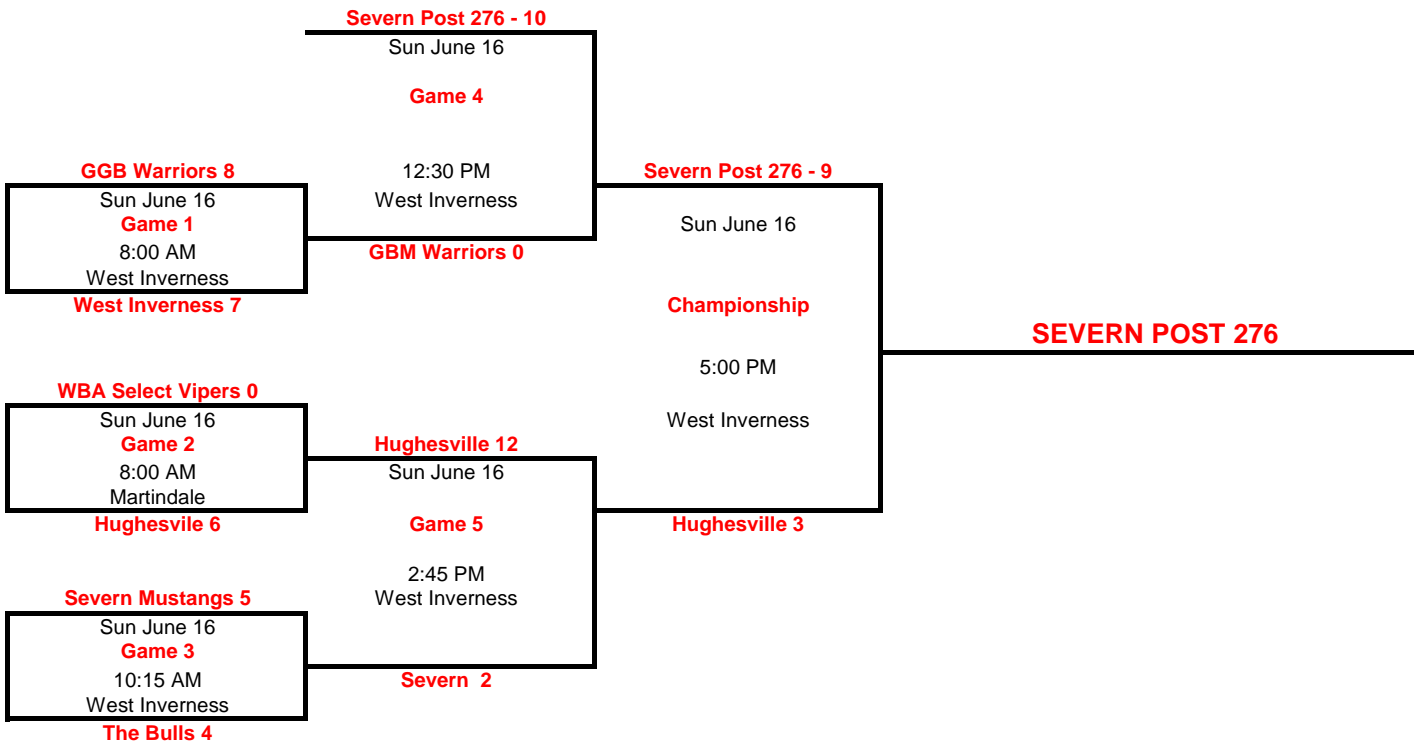 Severn Post 276 - 10
Sun June 16
Game 4
12:30 PM
West Inverness
GBM Warriors 0
GGB Warriors 8
Sun June 16
Game 1
8:00 AM
West Inverness
West Inverness 7
Severn Post 276 - 9
Sun June 16
Championship
5:00 PM
West Inverness
Hughesville 3
SEVERN POST 276
WBA Select Vipers 0
Sun June 16
Game 2
8:00 AM
Martindale
Hughesvile 6
Hughesville 12
Sun June 16
Game 5
2:45 PM
West Inverness
Severn  2
Severn Mustangs 5
Sun June 16
Game 3
10:15 AM
West Inverness
The Bulls 4